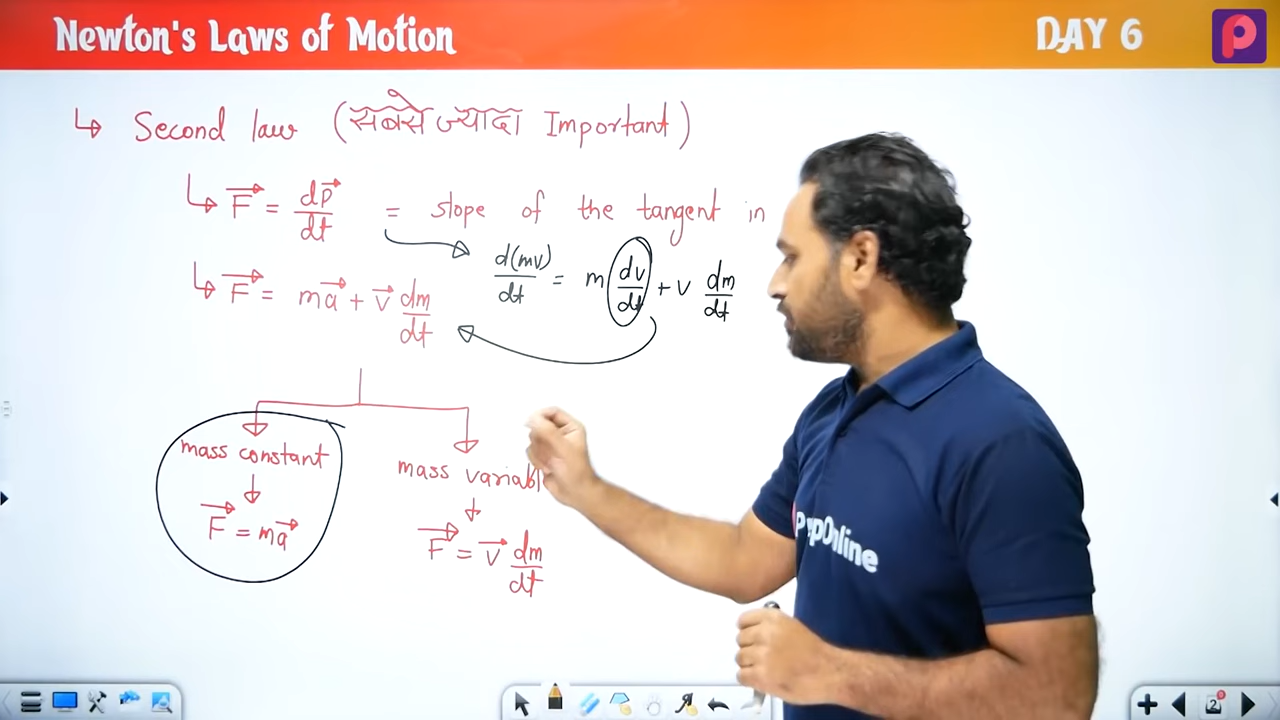 Newton's Laws of Motion
DAY 6
↳ Second law (सबसे ज्यादा Important)
↳ F⃗ = dp⃗/dt = slope of the tangent in
d(mv)/dt = m dv/dt + v dm/dt
↳ F⃗ = ma⃗ + v⃗ dm/dt
mass constant
F⃗ = ma⃗
mass variabl
F⃗ = v⃗ dm/dt
PrepOnline
2